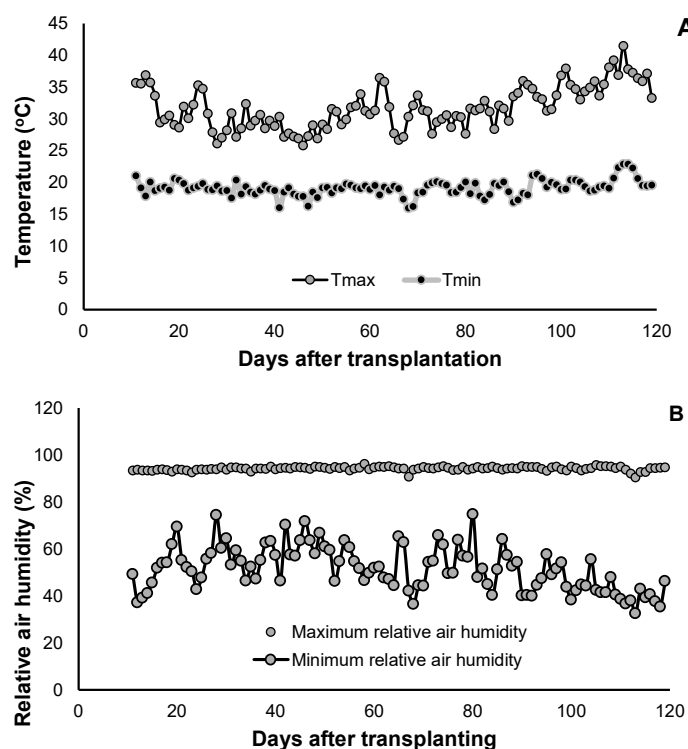 A
45
40
35
30
25
20
15
10
5
0
Temperature (ºC)
Tmax Tmin
0 20 40 60 80 100 120
Days after transplantation
B
120
100
80
60
40
20
0
Relative air humidity (%)
Maximum relative air humidity
Minimum relative air humidity
0 20 40 60 80 100 120
Days after transplanting